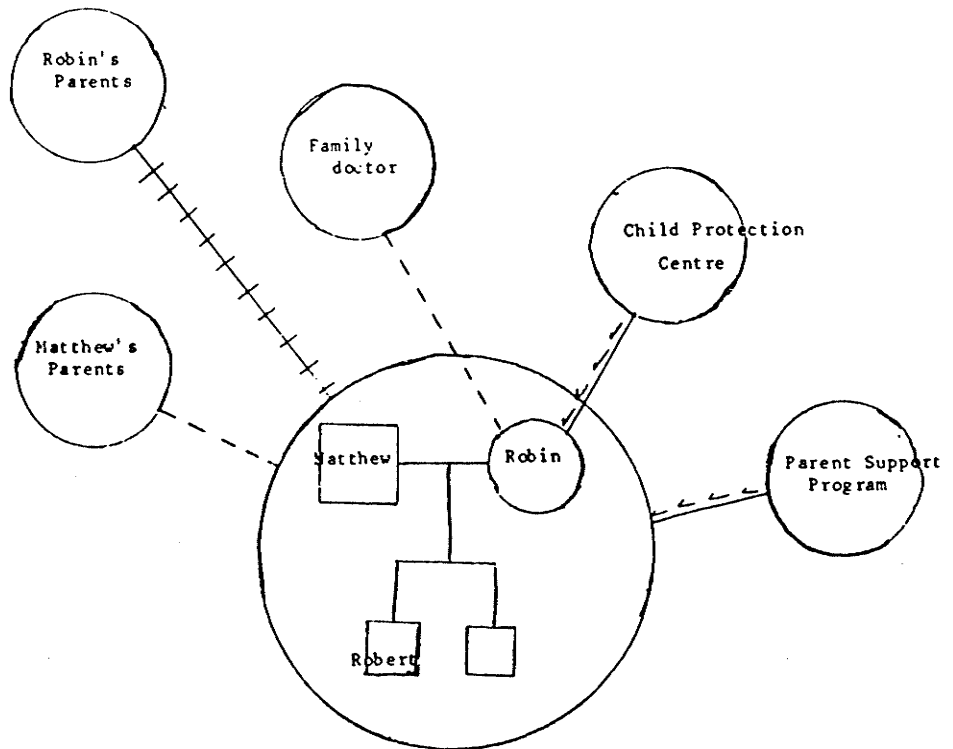 Robin's
Parents
Family
doctor
Child Protection
Centre
Matthew's
Parents
Matthew
Robin
Parent Support
Program
Robert